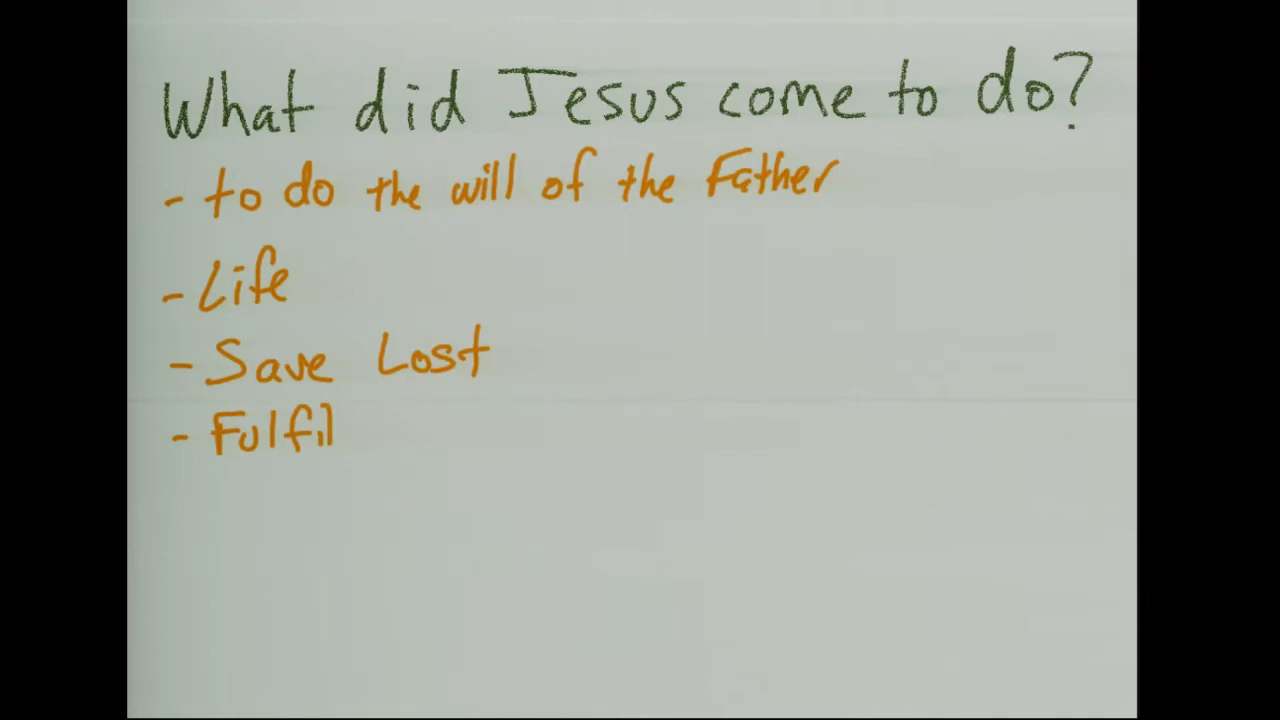 What did Jesus come to do?
- to do the will of the Father
- Life
- Save Lost
- Fulfil